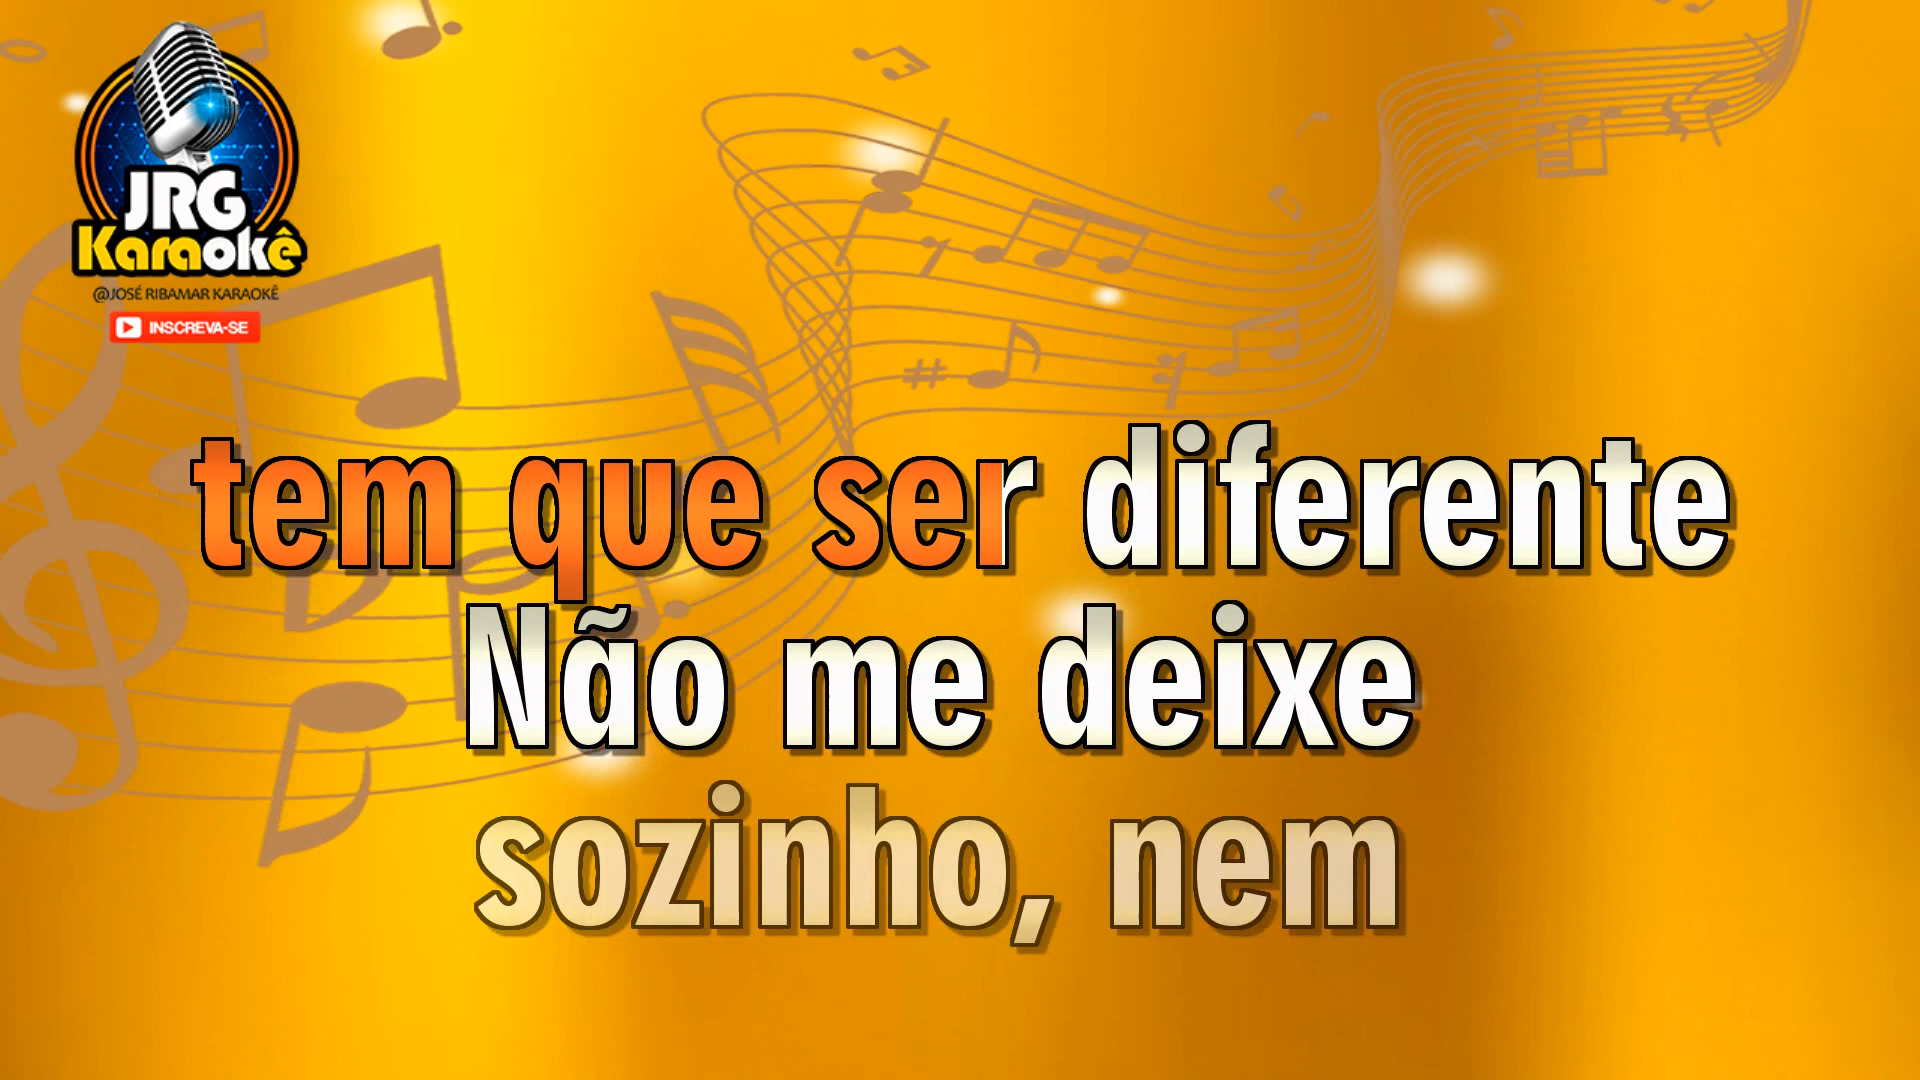 JRG
Karaokê
@JOSÉ RIBAMAR KARAOKÊ
INSCREVA-SE
tem que ser diferente
Não me deixe
sozinho, nem